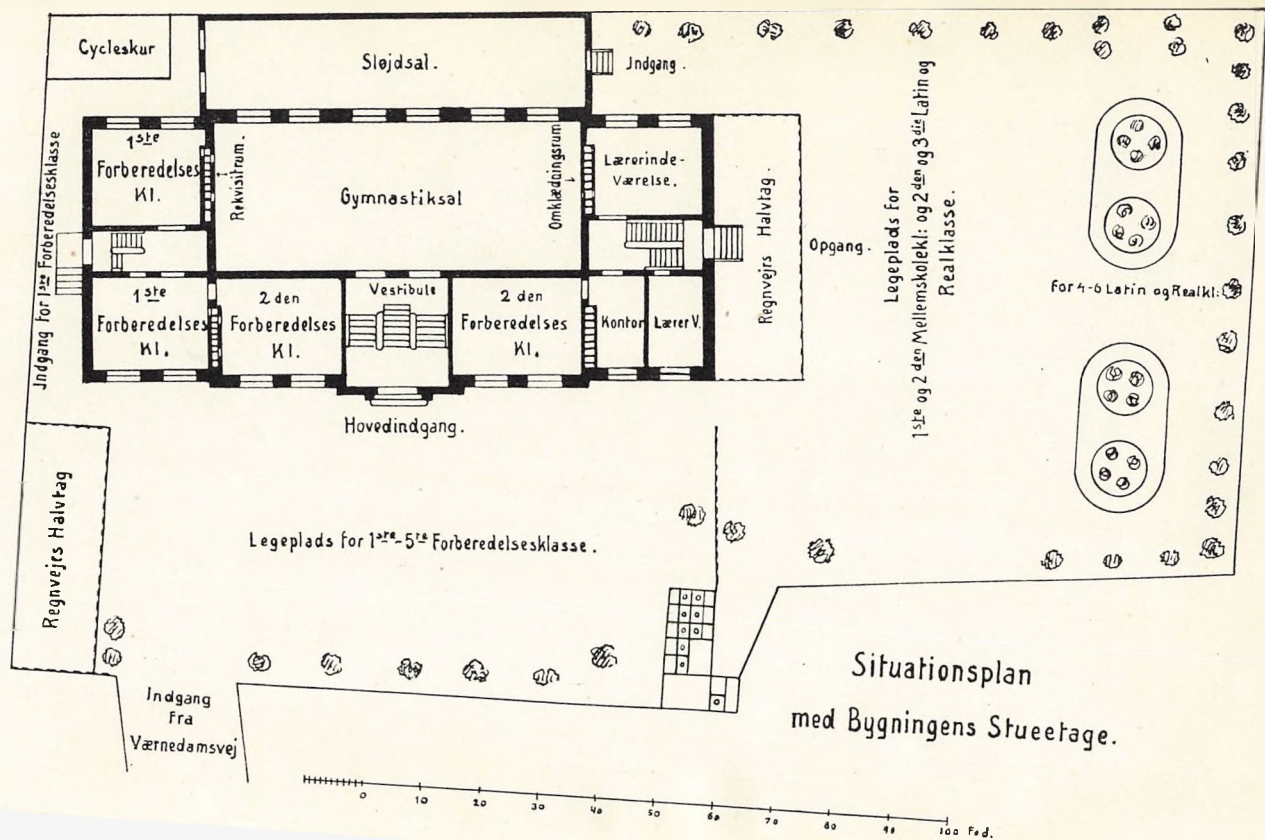 Cycleskur
Sløjdsal.
Jndgang.
Jndgang for 1ste Forberedelsesklasse
1ste
Forberedelses
Kl.
Rekvisitrum.
Gymnastiksal
Omklædningsrum
Lærerinde-
Værelse.
Regnvejrs Halvtag.
Opgang.
Legeplads for
1ste og 2den Mellemskolekl: og 2den og 3die Latin og
Realklasse.
For 4-6 Latin og Realkl:
1ste
Forberedelses
Kl.
2den
Forberedelses
Kl.
Vestibule
2den
Forberedelses
Kl.
Kontor
Lærer V.
Hovedindgang.
Regnvejrs Halvtag
Legeplads for 1ste-5te Forberedelsesklasse.
Indgang
Fra
Værnedamsvej
Situationsplan
med Bygningens Stueetage.
0 10 20 30 40 50 60 70 80 90 100 Fod.